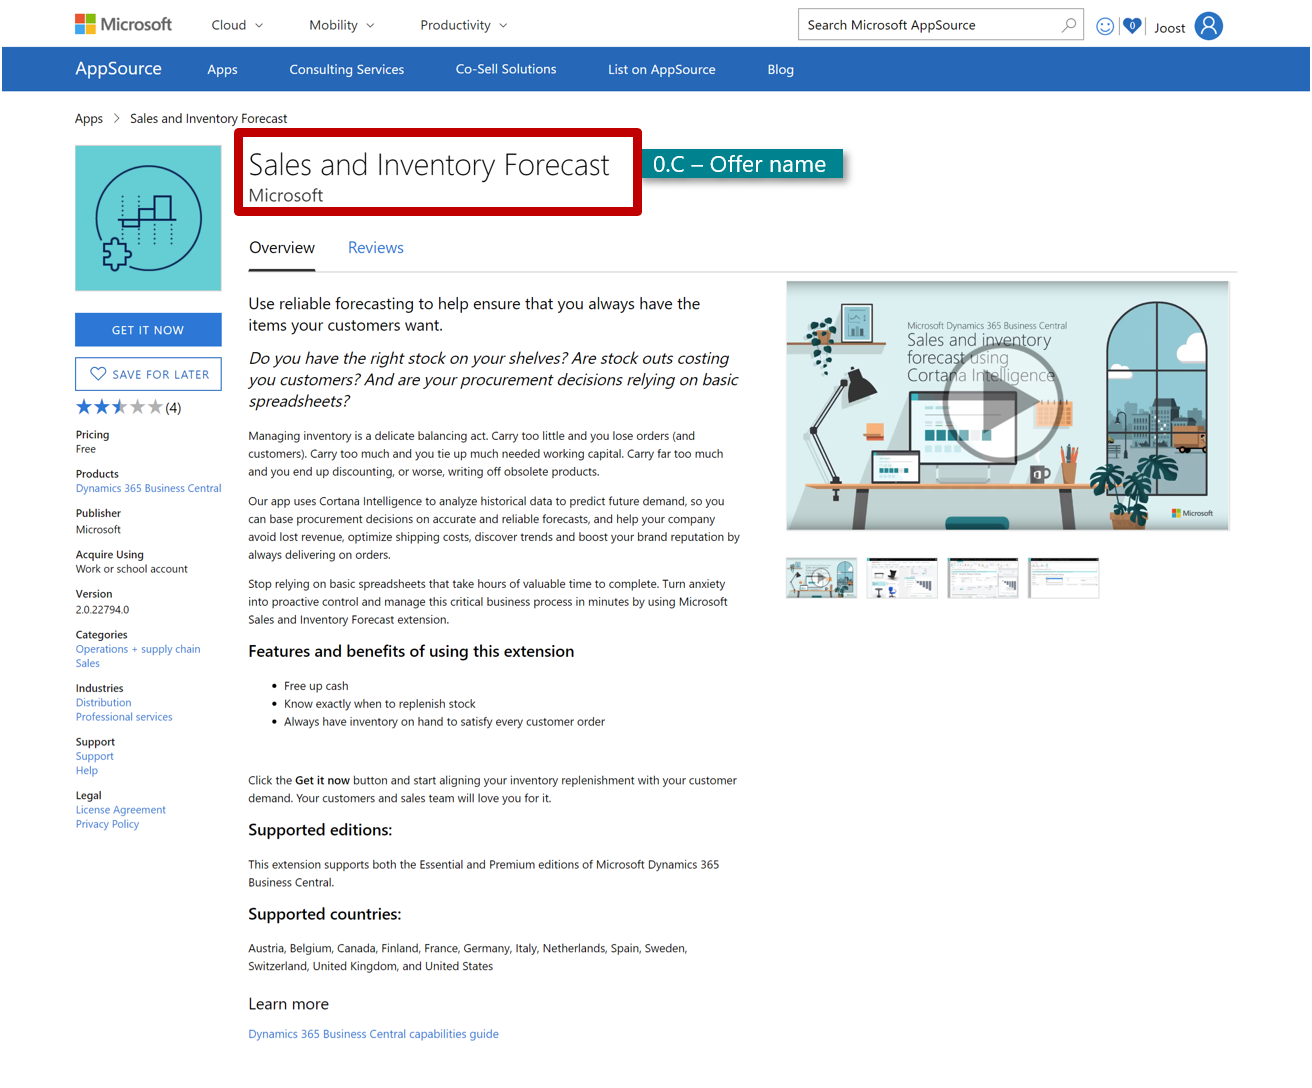 Microsoft
Cloud
Mobility
Productivity
Search Microsoft AppSource
0
Joost
AppSource
Apps
Consulting Services
Co-Sell Solutions
List on AppSource
Blog
Apps > Sales and Inventory Forecast
Sales and Inventory Forecast
Microsoft
0.C – Offer name
Overview
Reviews
GET IT NOW
SAVE FOR LATER
(4)
Pricing
Free
Products
Dynamics 365 Business Central
Publisher
Microsoft
Acquire Using
Work or school account
Version
2.0.22794.0
Categories
Operations + supply chain
Sales
Industries
Distribution
Professional services
Support
Support
Help
Legal
License Agreement
Privacy Policy
Use reliable forecasting to help ensure that you always have the
items your customers want.
Do you have the right stock on your shelves? Are stock outs costing
you customers? And are your procurement decisions relying on basic
spreadsheets?
Managing inventory is a delicate balancing act. Carry too little and you lose orders (and
customers). Carry too much and you tie up much needed working capital. Carry far too much
and you end up discounting, or worse, writing off obsolete products.
Our app uses Cortana Intelligence to analyze historical data to predict future demand, so you
can base procurement decisions on accurate and reliable forecasts, and help your company
avoid lost revenue, optimize shipping costs, discover trends and boost your brand reputation by
always delivering on orders.
Stop relying on basic spreadsheets that take hours of valuable time to complete. Turn anxiety
into proactive control and manage this critical business process in minutes by using Microsoft
Sales and Inventory Forecast extension.
Features and benefits of using this extension
• Free up cash
• Know exactly when to replenish stock
• Always have inventory on hand to satisfy every customer order
Click the Get it now button and start aligning your inventory replenishment with your customer
demand. Your customers and sales team will love you for it.
Supported editions:
This extension supports both the Essential and Premium editions of Microsoft Dynamics 365
Business Central.
Supported countries:
Austria, Belgium, Canada, Finland, France, Germany, Italy, Netherlands, Spain, Sweden,
Switzerland, United Kingdom, and United States
Learn more
Dynamics 365 Business Central capabilities guide
Microsoft Dynamics 365 Business Central
Sales and inventory
forecast using
Cortana Intelligence
Microsoft